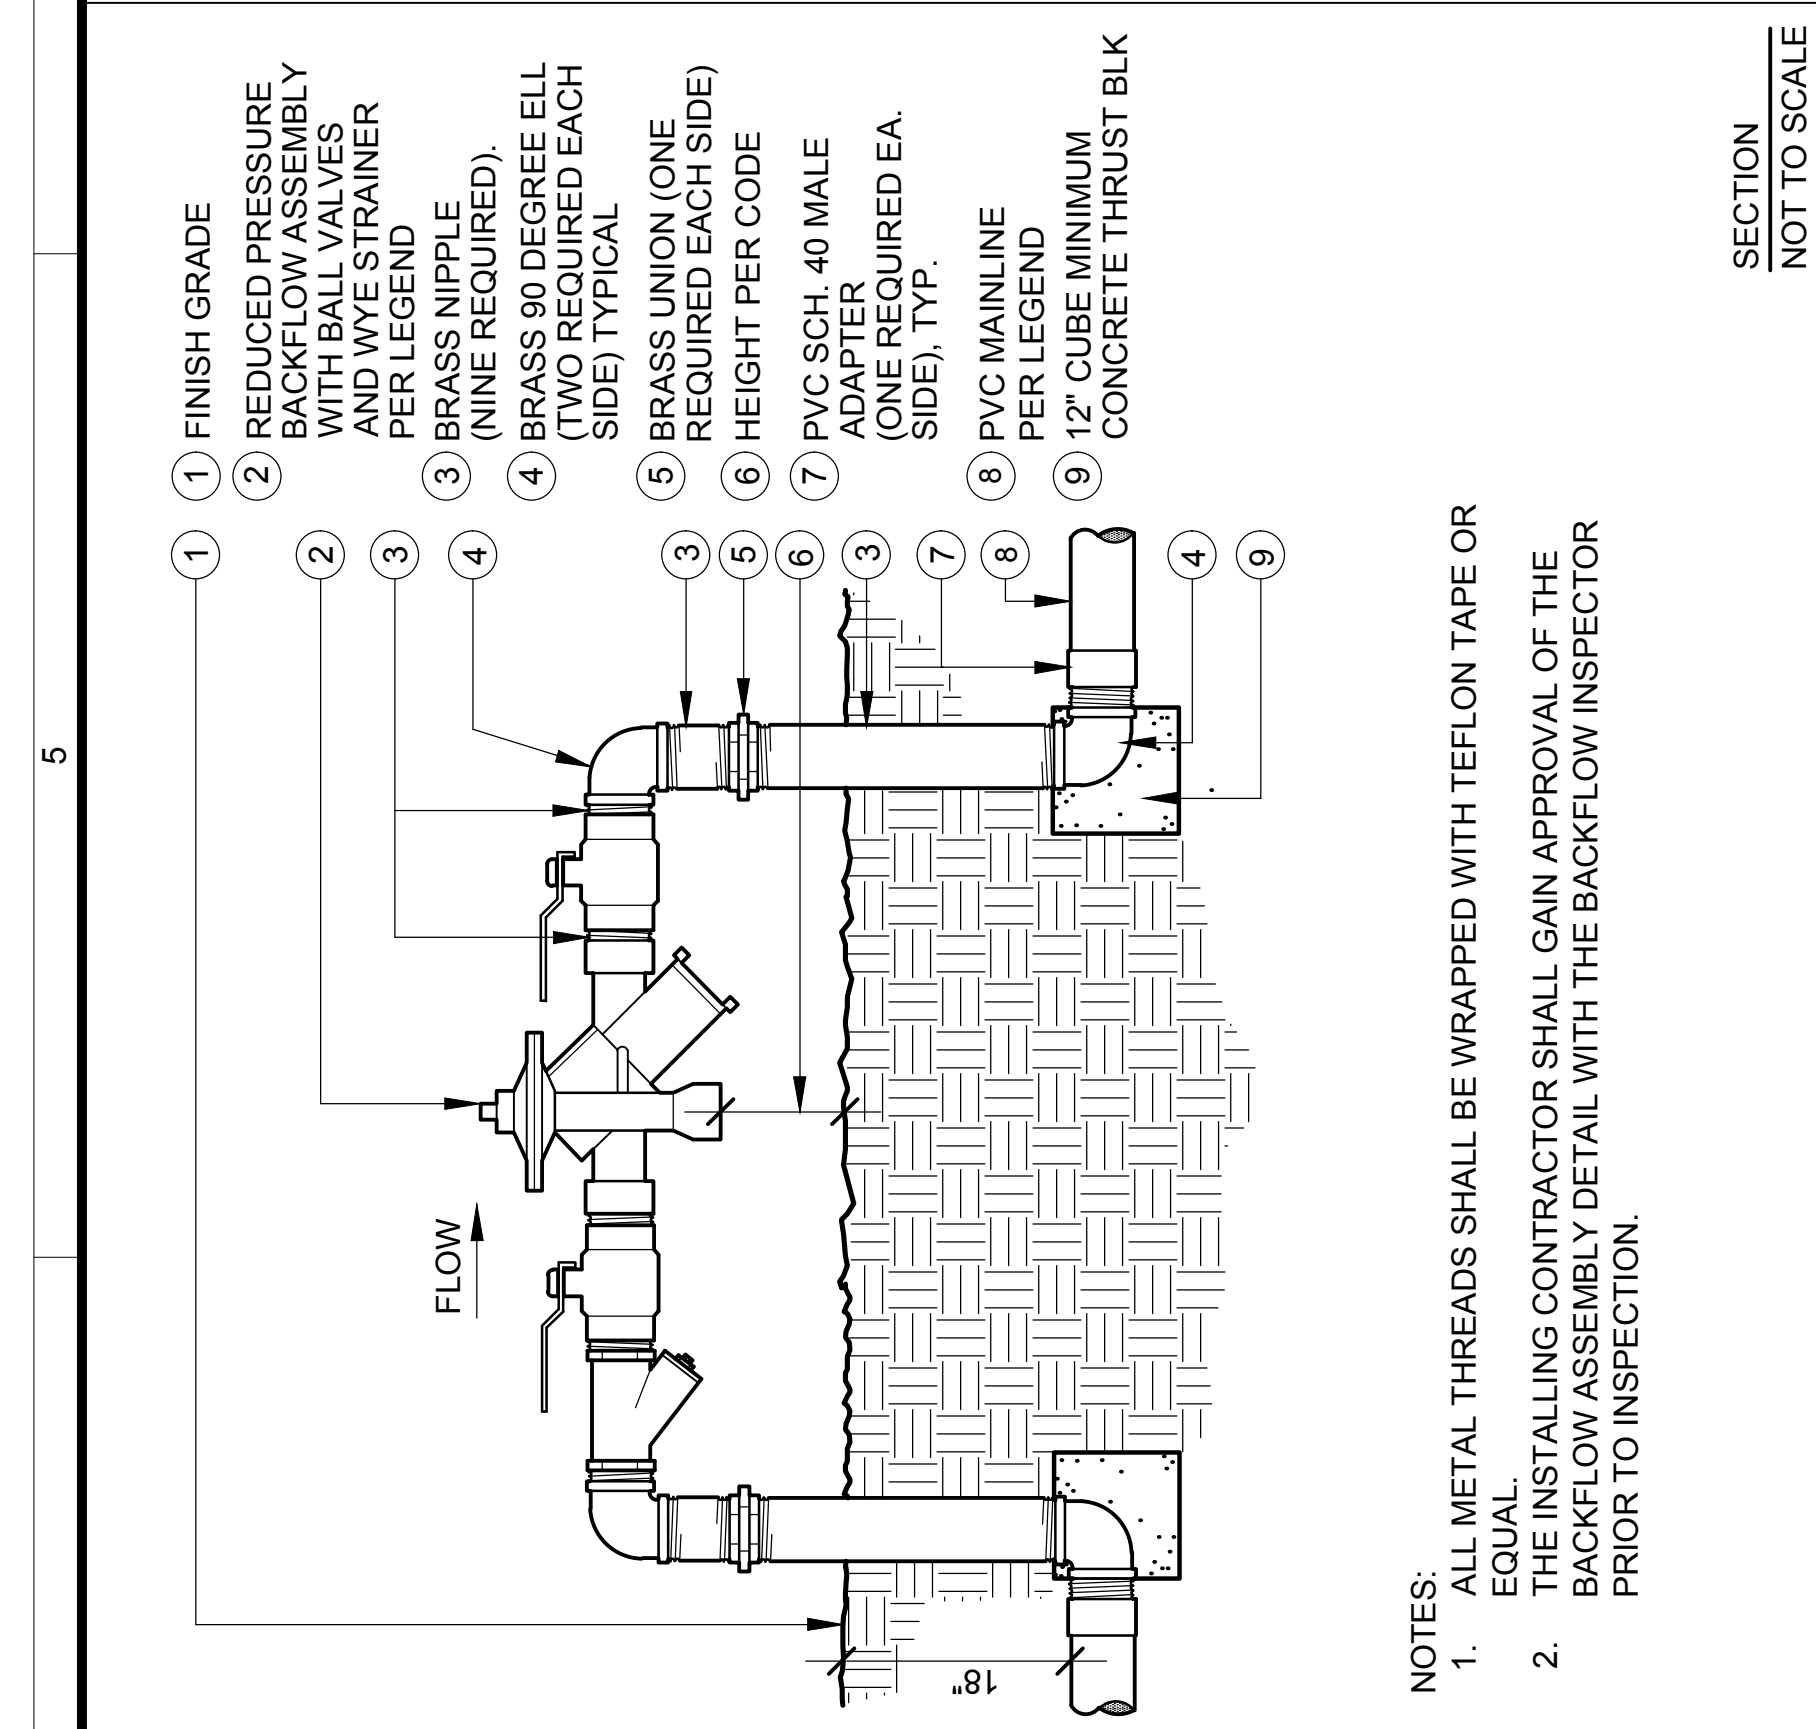 5
1 FINISH GRADE
2 REDUCED PRESSURE
BACKFLOW ASSEMBLY
WITH BALL VALVES
AND WYE STRAINER
PER LEGEND
3 BRASS NIPPLE
(NINE REQUIRED).
4 BRASS 90 DEGREE ELL
(TWO REQUIRED EACH
SIDE) TYPICAL
5 BRASS UNION (ONE
REQUIRED EACH SIDE)
6 HEIGHT PER CODE
7 PVC SCH. 40 MALE
ADAPTER
(ONE REQUIRED EA.
SIDE), TYP.
8 PVC MAINLINE
PER LEGEND
9 12" CUBE MINIMUM
CONCRETE THRUST BLK
1
2
3
4
3
5
6
3
7
8
4
9
FLOW
18"
NOTES:
1. ALL METAL THREADS SHALL BE WRAPPED WITH TEFLON TAPE OR
EQUAL.
2. THE INSTALLING CONTRACTOR SHALL GAIN APPROVAL OF THE
BACKFLOW ASSEMBLY DETAIL WITH THE BACKFLOW INSPECTOR
PRIOR TO INSPECTION.
SECTION
NOT TO SCALE